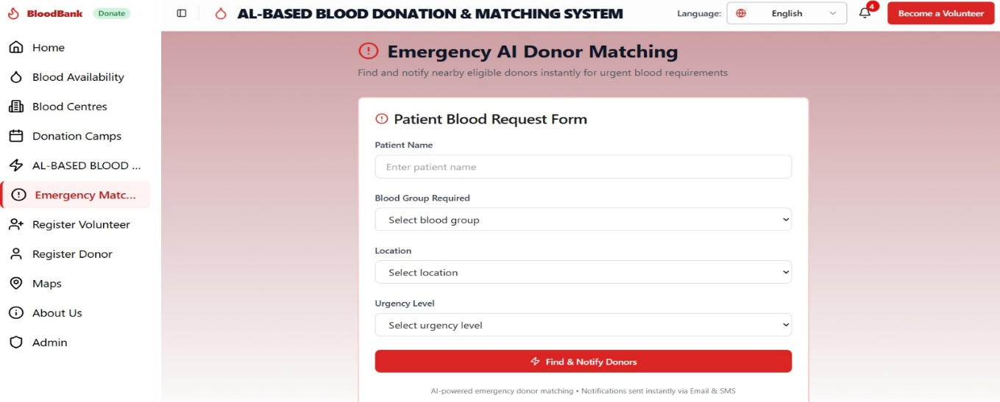 BloodBank Donate
AL-BASED BLOOD DONATION & MATCHING SYSTEM
Language: English 4 Become a Volunteer
Home
Blood Availability
Blood Centres
Donation Camps
AL-BASED BLOOD ...
Emergency Matc...
Register Volunteer
Register Donor
Maps
About Us
Admin
Emergency AI Donor Matching
Find and notify nearby eligible donors instantly for urgent blood requirements
Patient Blood Request Form
Patient Name
Enter patient name
Blood Group Required
Select blood group
Location
Select location
Urgency Level
Select urgency level
Find & Notify Donors
AI-powered emergency donor matching • Notifications sent instantly via Email & SMS